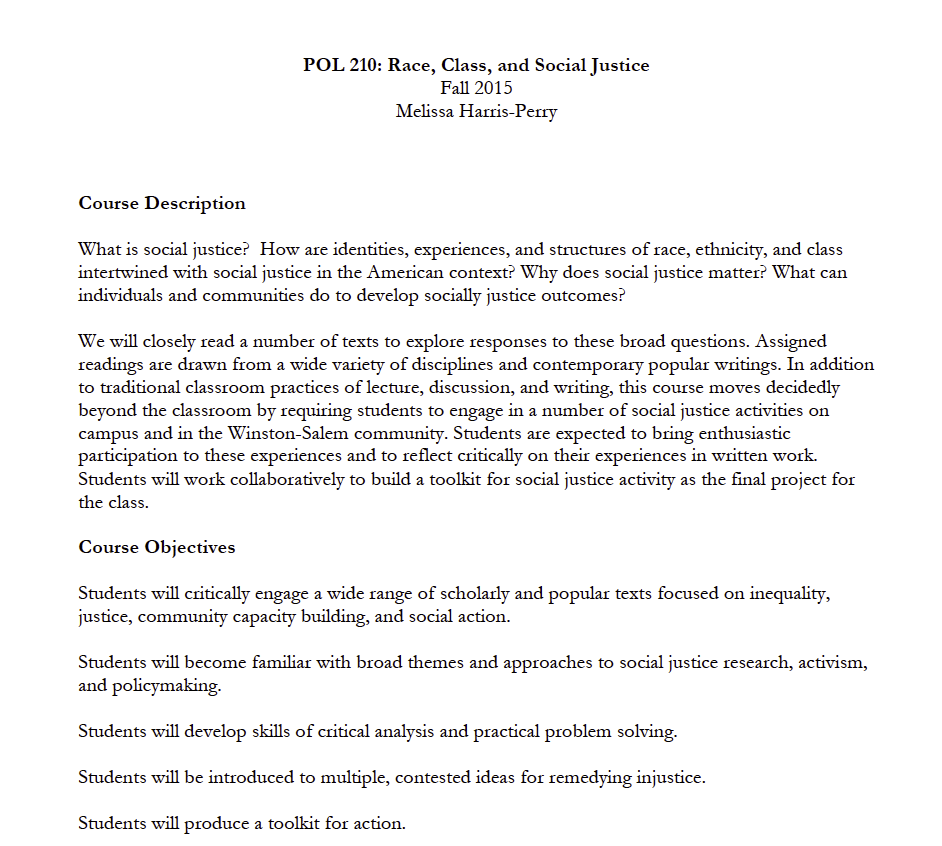 POL 210: Race, Class, and Social Justice
Fall 2015
Melissa Harris-Perry
Course Description
What is social justice?  How are identities, experiences, and structures of race, ethnicity, and class
intertwined with social justice in the American context? Why does social justice matter? What can
individuals and communities do to develop socially justice outcomes?
We will closely read a number of texts to explore responses to these broad questions. Assigned
readings are drawn from a wide variety of disciplines and contemporary popular writings. In addition
to traditional classroom practices of lecture, discussion, and writing, this course moves decidedly
beyond the classroom by requiring students to engage in a number of social justice activities on
campus and in the Winston-Salem community. Students are expected to bring enthusiastic
participation to these experiences and to reflect critically on their experiences in written work.
Students will work collaboratively to build a toolkit for social justice activity as the final project for
the class.
Course Objectives
Students will critically engage a wide range of scholarly and popular texts focused on inequality,
justice, community capacity building, and social action.
Students will become familiar with broad themes and approaches to social justice research, activism,
and policymaking.
Students will develop skills of critical analysis and practical problem solving.
Students will be introduced to multiple, contested ideas for remedying injustice.
Students will produce a toolkit for action.